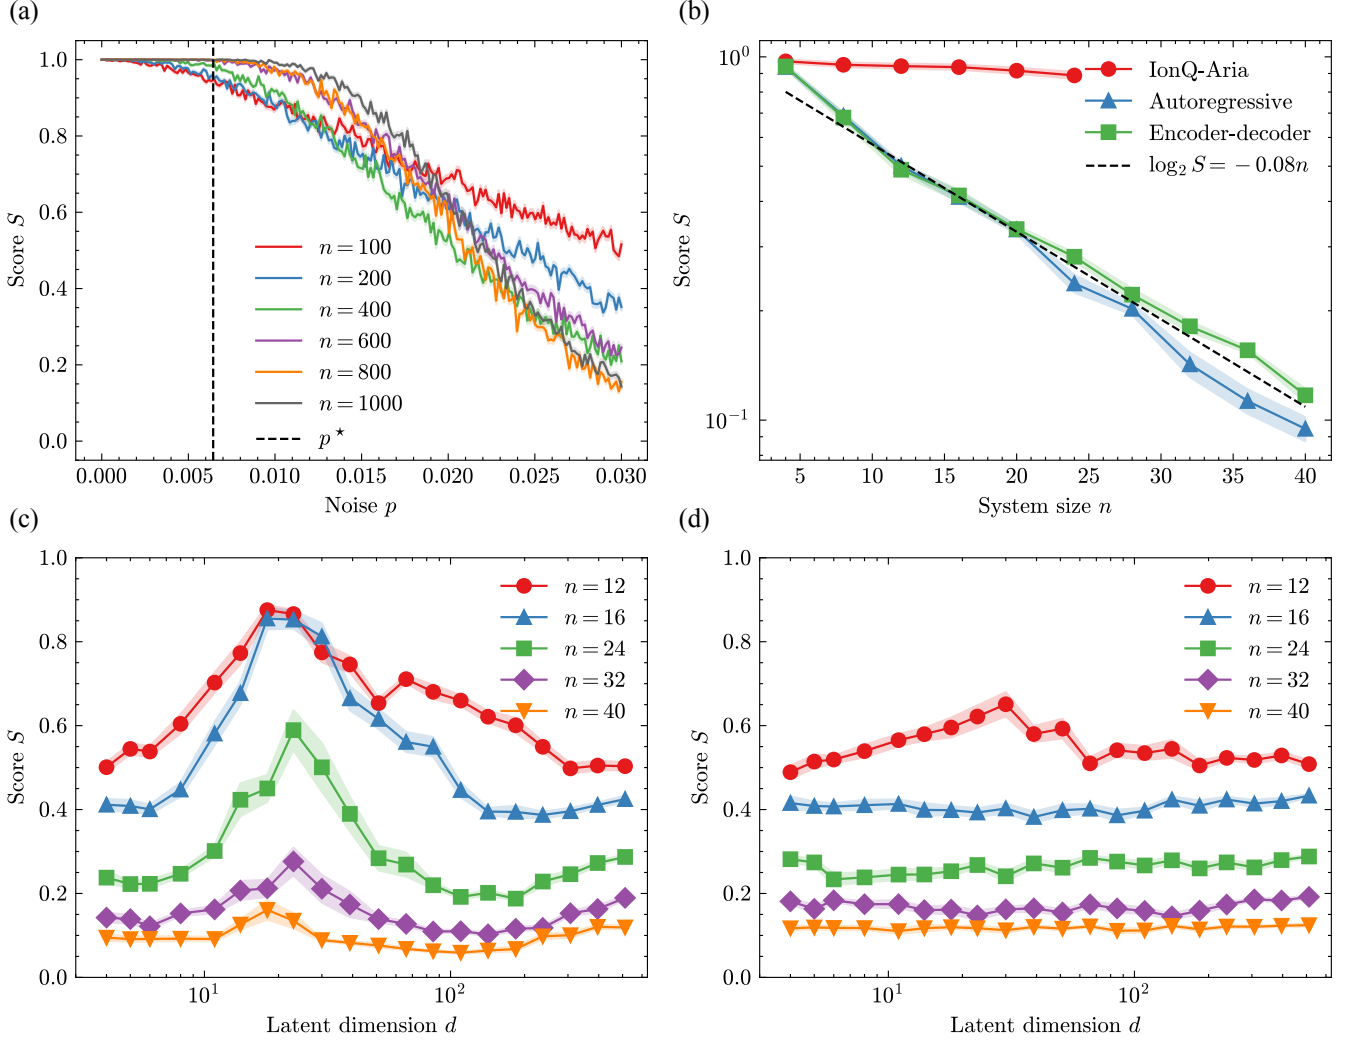 (a)
1.0
0.8
0.6
0.4
0.2
0.0
Score S
n = 100
n = 200
n = 400
n = 600
n = 800
n = 1000
p⋆
0.000 0.005 0.010 0.015 0.020 0.025 0.030
Noise p
(b)
10⁰
10⁻¹
Score S
IonQ-Aria
Autoregressive
Encoder-decoder
log₂ S = −0.08n
5 10 15 20 25 30 35 40
System size n
(c)
1.0
0.8
0.6
0.4
0.2
0.0
Score S
n = 12
n = 16
n = 24
n = 32
n = 40
10¹ 10²
Latent dimension d
(d)
1.0
0.8
0.6
0.4
0.2
0.0
Score S
n = 12
n = 16
n = 24
n = 32
n = 40
10¹ 10²
Latent dimension d